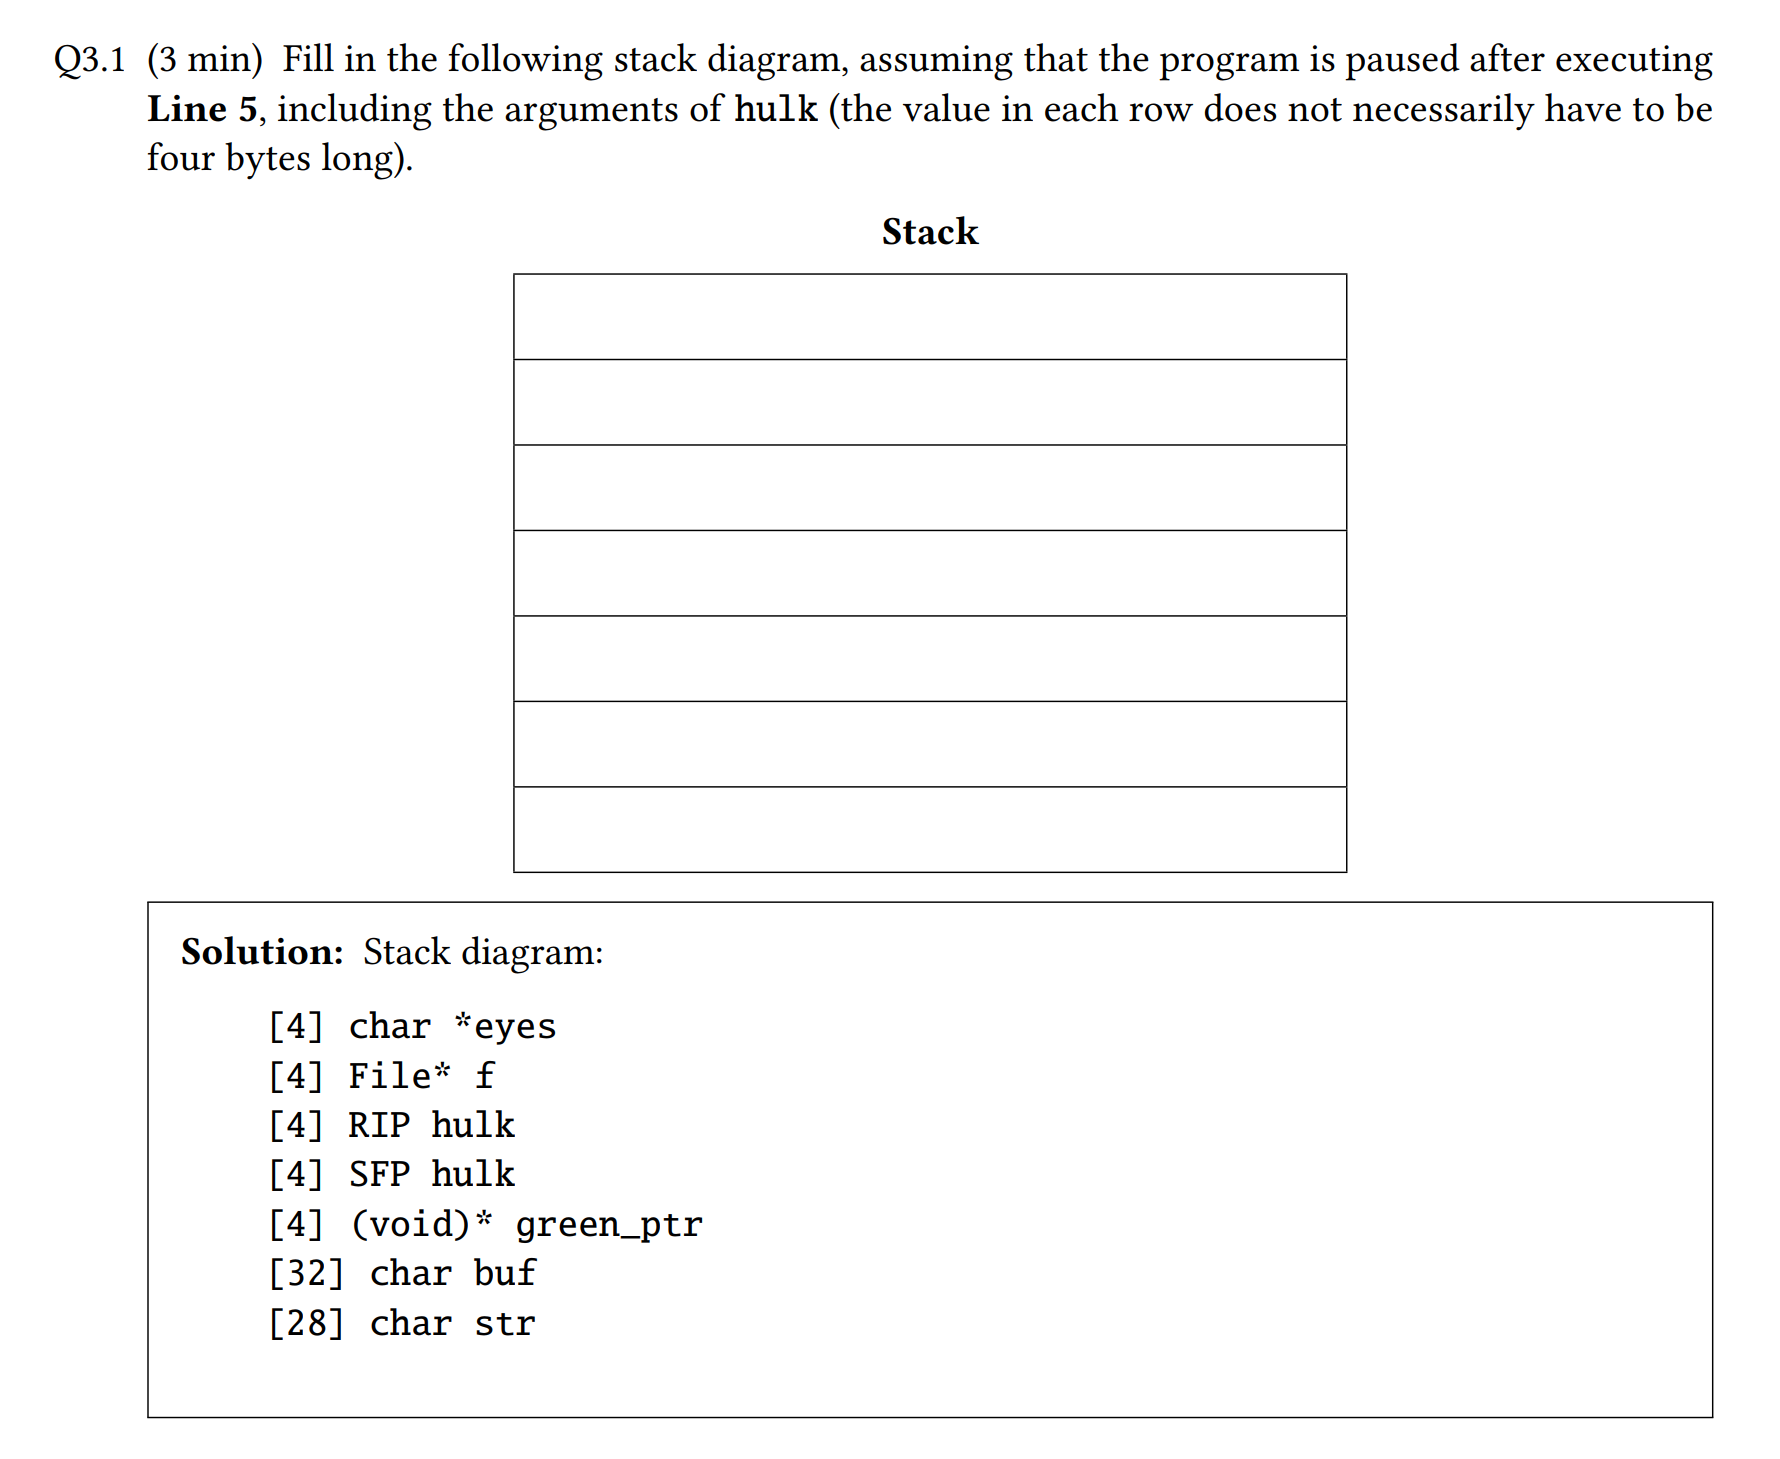 Q3.1 (3 min) Fill in the following stack diagram, assuming that the program is paused after executing
Line 5, including the arguments of hulk (the value in each row does not necessarily have to be
four bytes long).
Stack
Solution: Stack diagram:
[4] char *eyes
[4] File* f
[4] RIP hulk
[4] SFP hulk
[4] (void)* green_ptr
[32] char buf
[28] char str